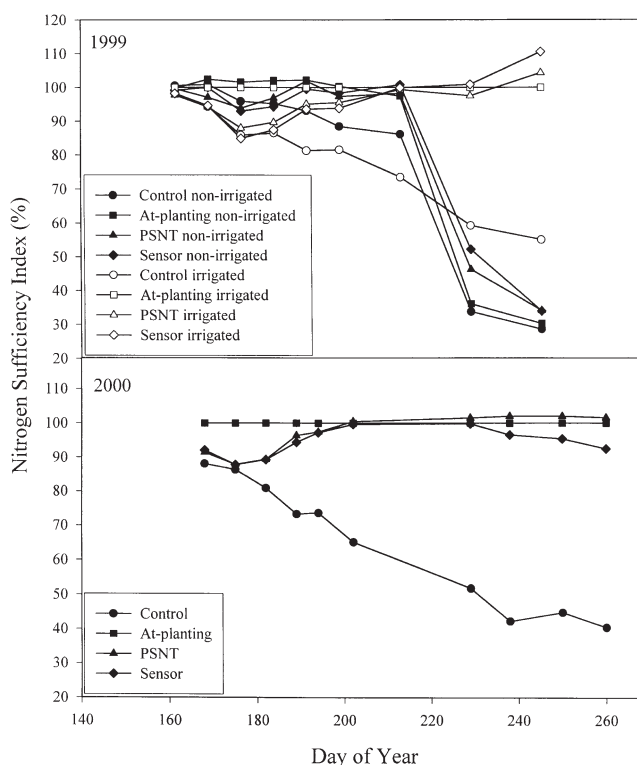 120
1999
110
100
90
80
70
60
50
40
30
20
Control non-irrigated
At-planting non-irrigated
PSNT non-irrigated
Sensor non-irrigated
Control irrigated
At-planting irrigated
PSNT irrigated
Sensor irrigated
Nitrogen Sufficiency Index (%)
2000
110
100
90
80
70
60
50
40
30
20
Control
At-planting
PSNT
Sensor
140 160 180 200 220 240 260
Day of Year